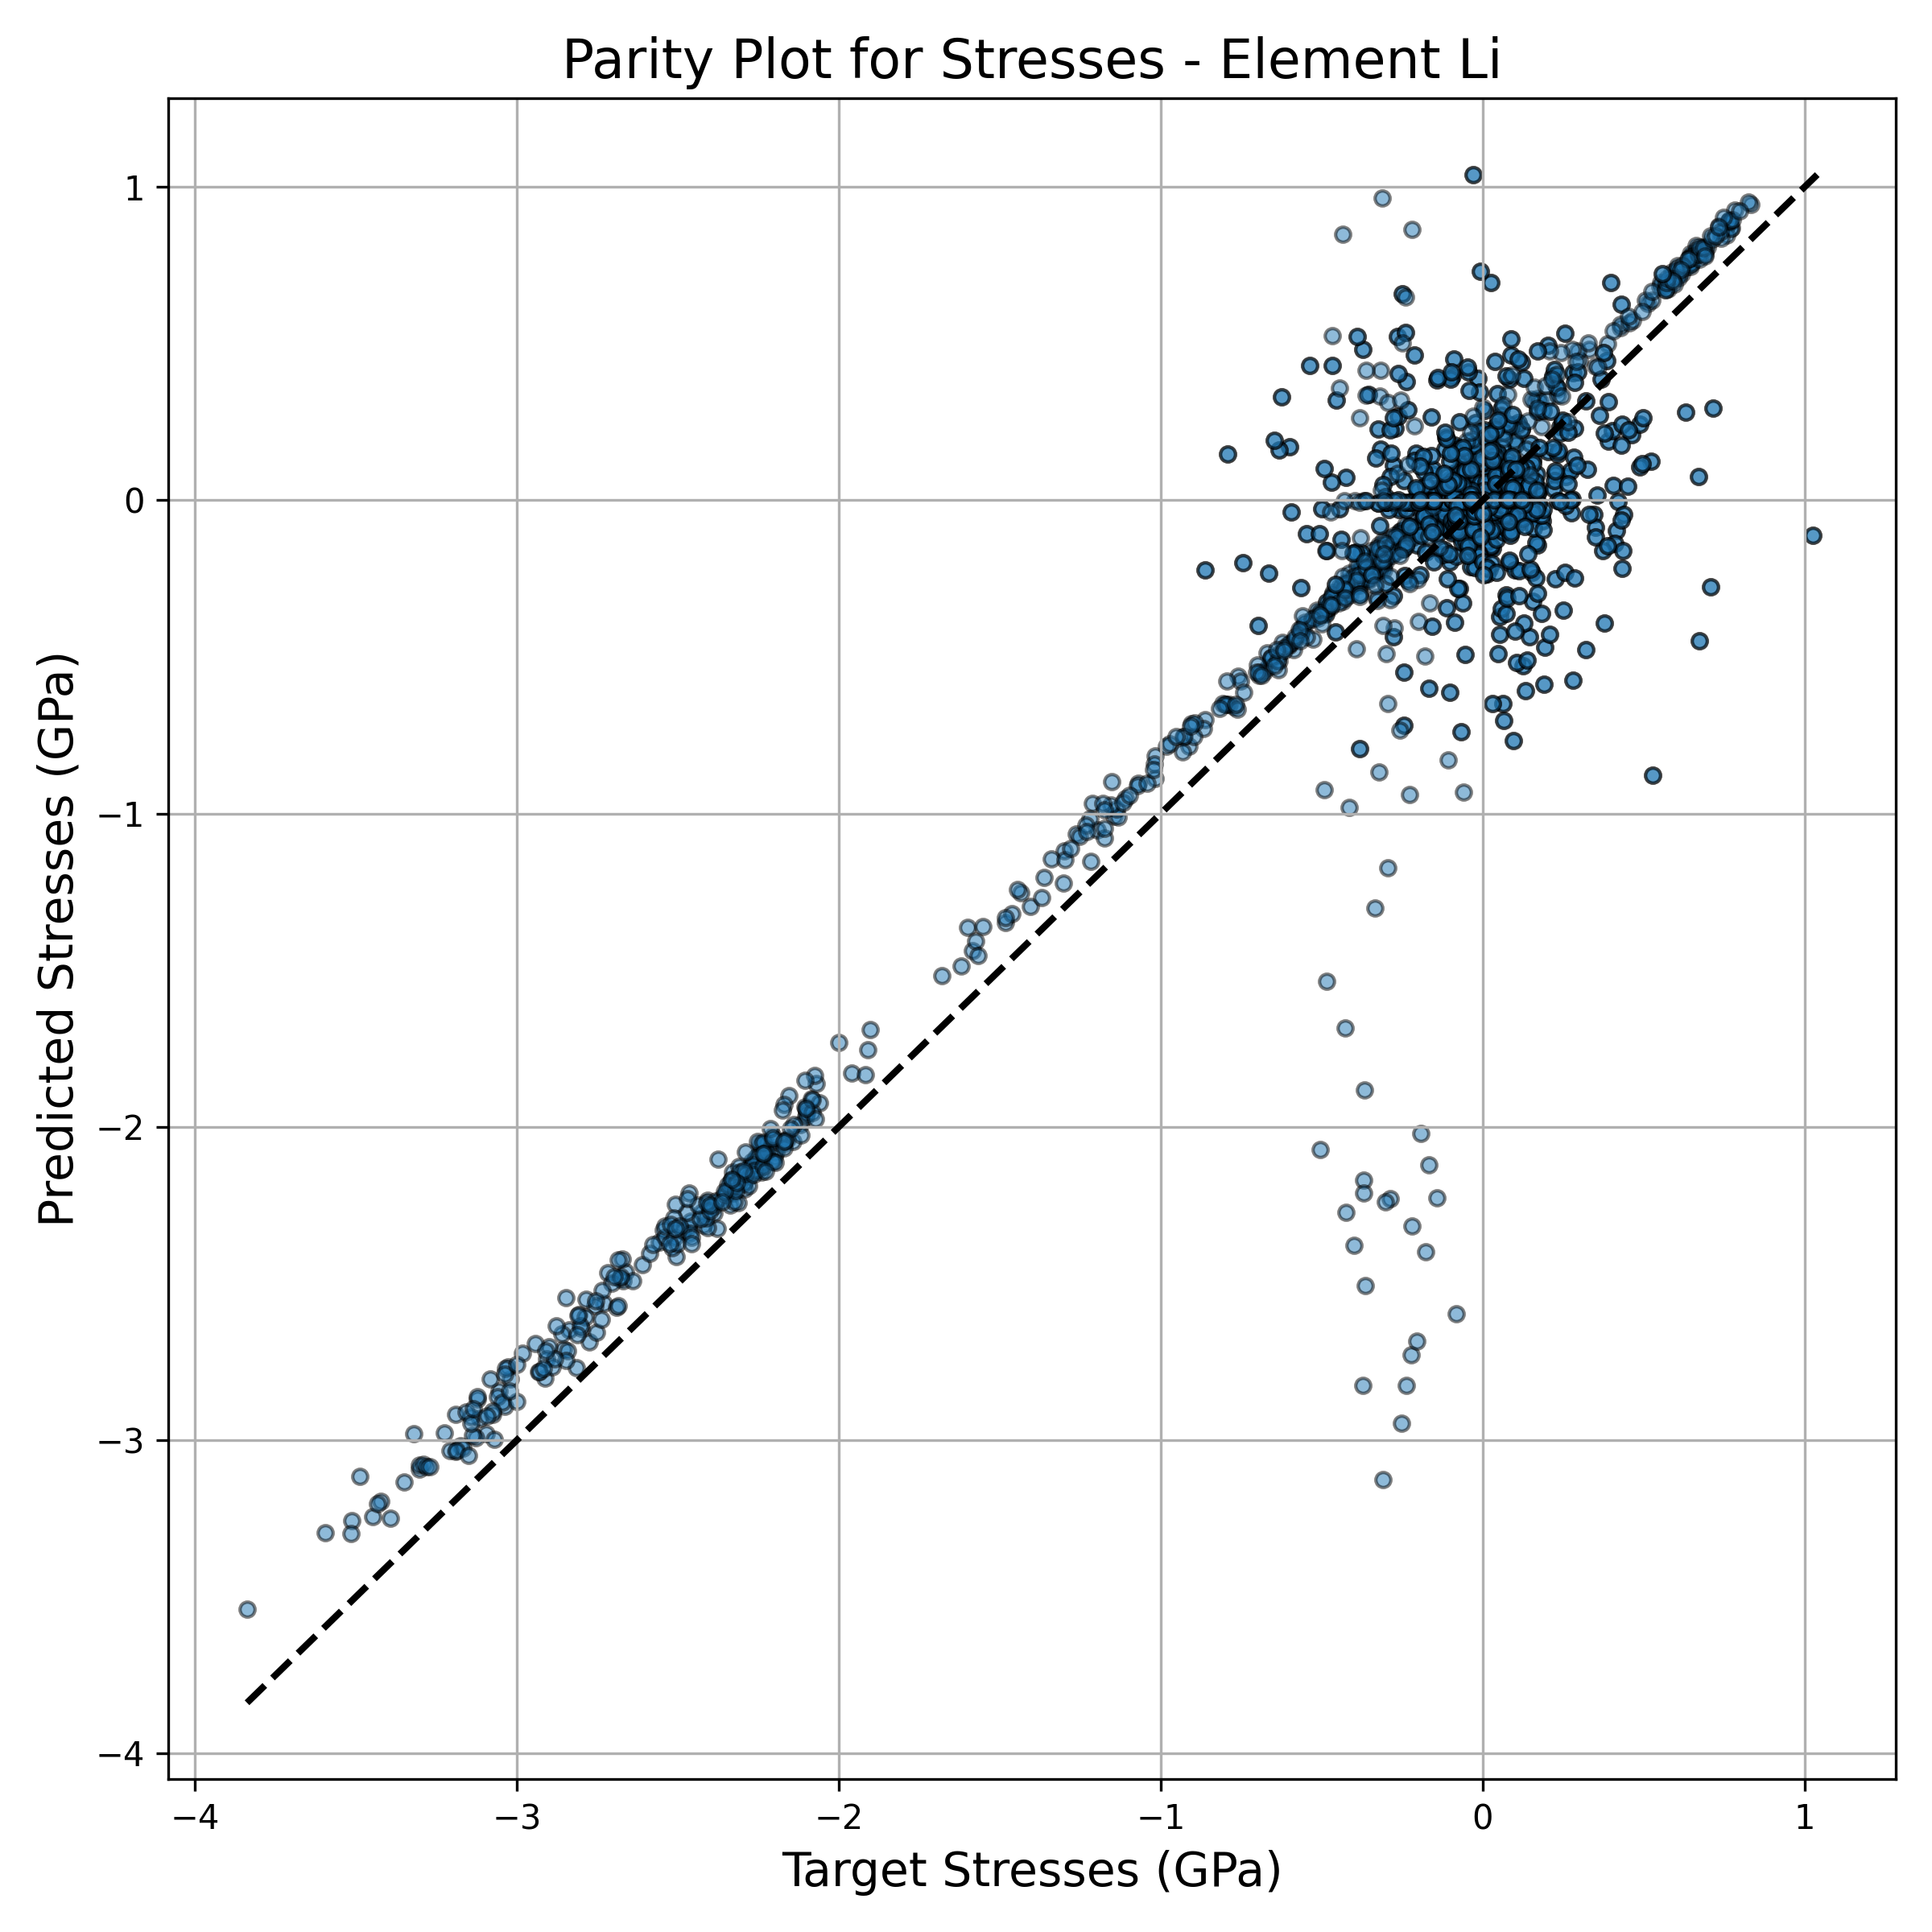 Parity Plot for Stresses - Element Li
Predicted Stresses (GPa)
1
0
−1
−2
−3
−4
−4 −3 −2 −1 0 1
Target Stresses (GPa)